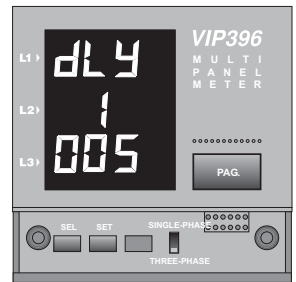 VIP396
L1 dLY
MULTI
PANEL
METER
L2 1
L3 005
PAG.
SEL SET SINGLE-PHASE
THREE-PHASE